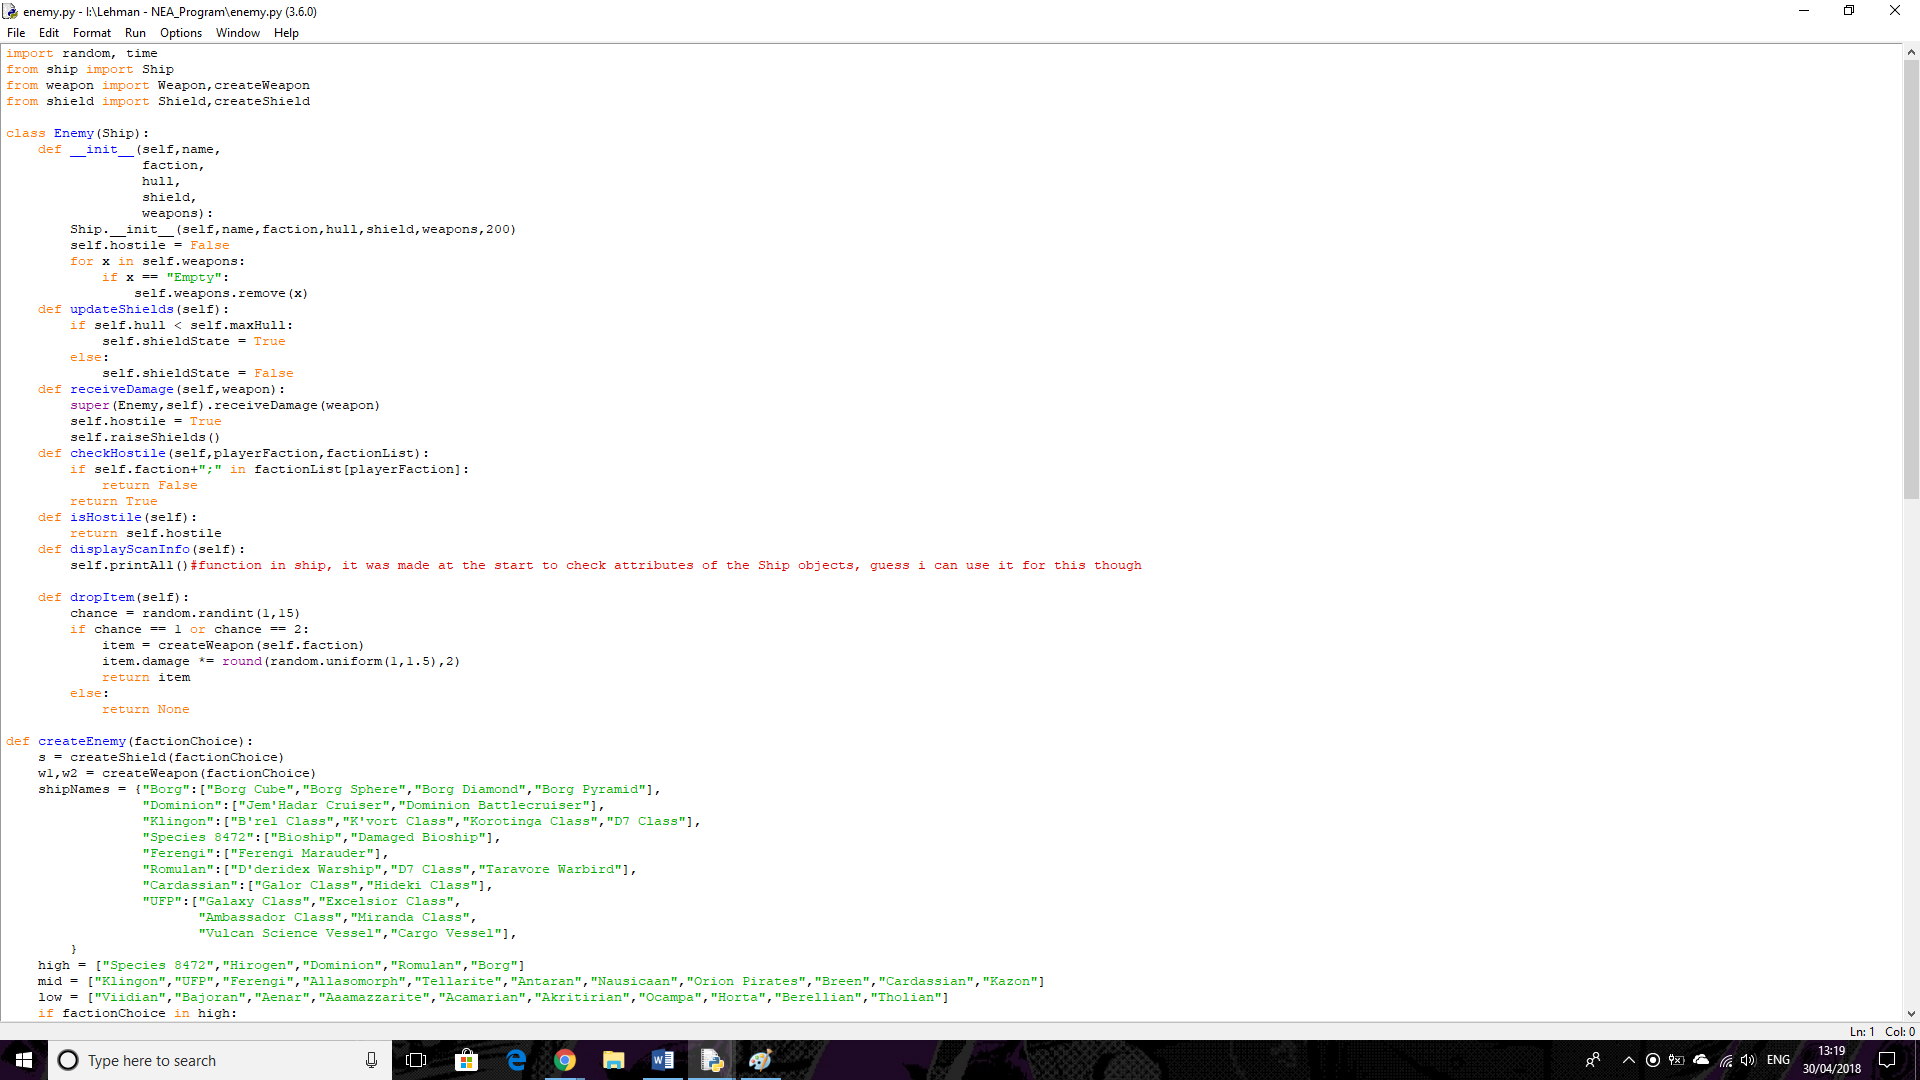 enemy.py - I:\Lehman - NEA_Program\enemy.py (3.6.0)
File Edit Format Run Options Window Help
import random, time
from ship import Ship
from weapon import Weapon,createWeapon
from shield import Shield,createShield

class Enemy(Ship):
    def __init__(self,name,
                 faction,
                 hull,
                 shield,
                 weapons):
        Ship.__init__(self,name,faction,hull,shield,weapons,200)
        self.hostile = False
        for x in self.weapons:
            if x == "Empty":
                self.weapons.remove(x)
    def updateShields(self):
        if self.hull < self.maxHull:
            self.shieldState = True
        else:
            self.shieldState = False
    def receiveDamage(self,weapon):
        super(Enemy,self).receiveDamage(weapon)
        self.hostile = True
        self.raiseShields()
    def checkHostile(self,playerFaction,factionList):
        if self.faction+";" in factionList[playerFaction]:
            return False
        return True
    def isHostile(self):
        return self.hostile
    def displayScanInfo(self):
        self.printAll()#function in ship, it was made at the start to check attributes of the Ship objects, guess i can use it for this though

    def dropItem(self):
        chance = random.randint(1,15)
        if chance == 1 or chance == 2:
            item = createWeapon(self.faction)
            item.damage *= round(random.uniform(1,1.5),2)
            return item
        else:
            return None

def createEnemy(factionChoice):
    s = createShield(factionChoice)
    w1,w2 = createWeapon(factionChoice)
    shipNames = {"Borg":["Borg Cube","Borg Sphere","Borg Diamond","Borg Pyramid"],
                 "Dominion":["Jem'Hadar Cruiser","Dominion Battlecruiser"],
                 "Klingon":["B'rel Class","K'vort Class","Korotinga Class","D7 Class"],
                 "Species 8472":["Bioship","Damaged Bioship"],
                 "Ferengi":["Ferengi Marauder"],
                 "Romulan":["D'deridex Warship","D7 Class","Taravore Warbird"],
                 "Cardassian":["Galor Class","Hideki Class"],
                 "UFP":["Galaxy Class","Excelsior Class",
                        "Ambassador Class","Miranda Class",
                        "Vulcan Science Vessel","Cargo Vessel"],
        }
    high = ["Species 8472","Hirogen","Dominion","Romulan","Borg"]
    mid = ["Klingon","UFP","Ferengi","Allasomorph","Tellarite","Antaran","Nausicaan","Orion Pirates","Breen","Cardassian","Kazon"]
    low = ["Viidian","Bajoran","Aenar","Aaamazzarite","Acamarian","Akritirian","Ocampa","Horta","Berellian","Tholian"]
    if factionChoice in high:
Ln: 1 Col: 0
Type here to search
ENG
13:19
30/04/2018